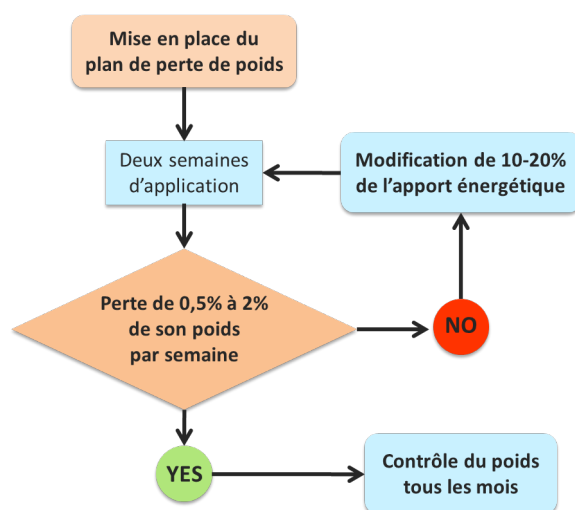 Mise en place du
plan de perte de poids
Deux semaines
d’application
Modification de 10-20%
de l’apport énergétique
Perte de 0,5% à 2%
de son poids
par semaine
NO
YES
Contrôle du poids
tous les mois